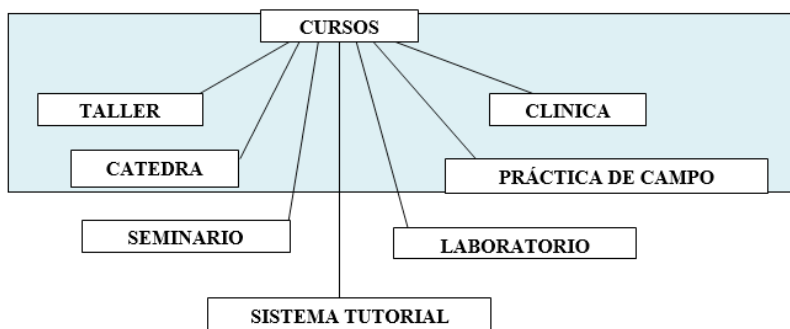 CURSOS
TALLER
CLINICA
CATEDRA
PRÁCTICA DE CAMPO
SEMINARIO
LABORATORIO
SISTEMA TUTORIAL